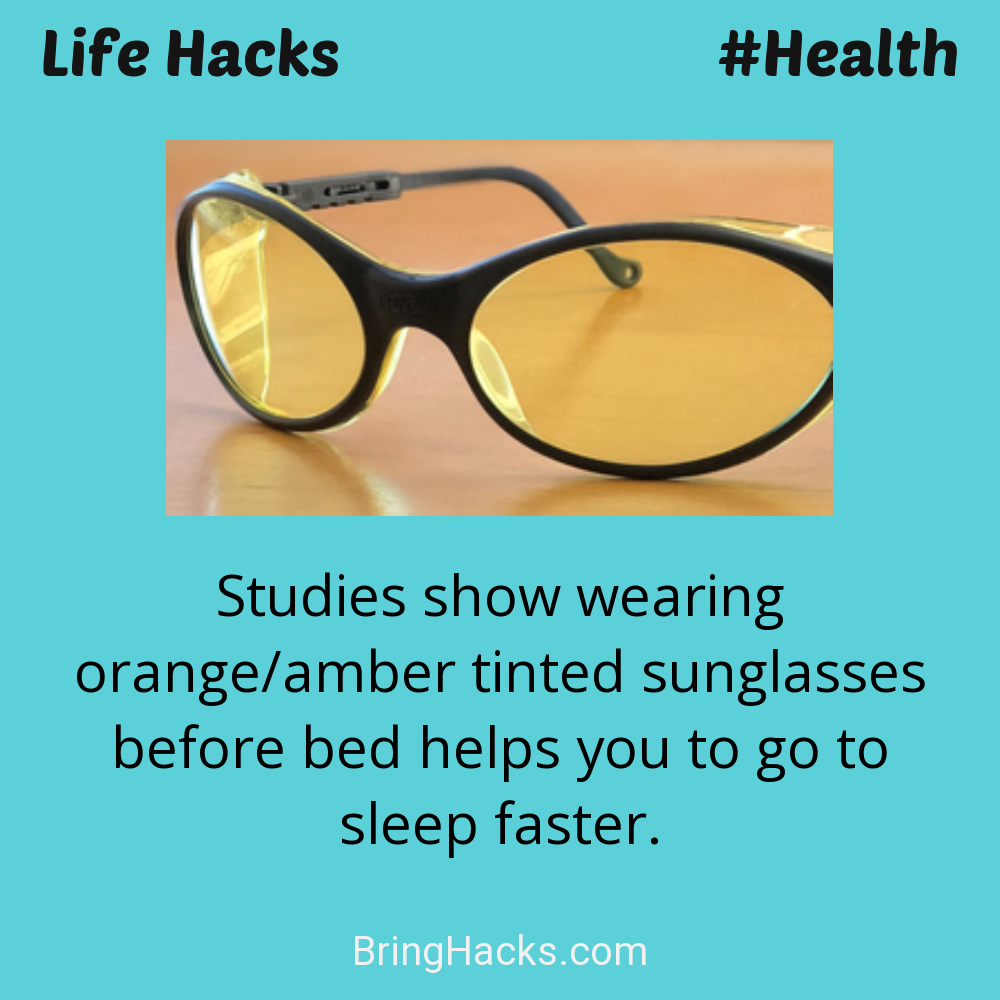 Life Hacks #Health
Studies show wearing
orange/amber tinted sunglasses
before bed helps you to go to
sleep faster.
BringHacks.com